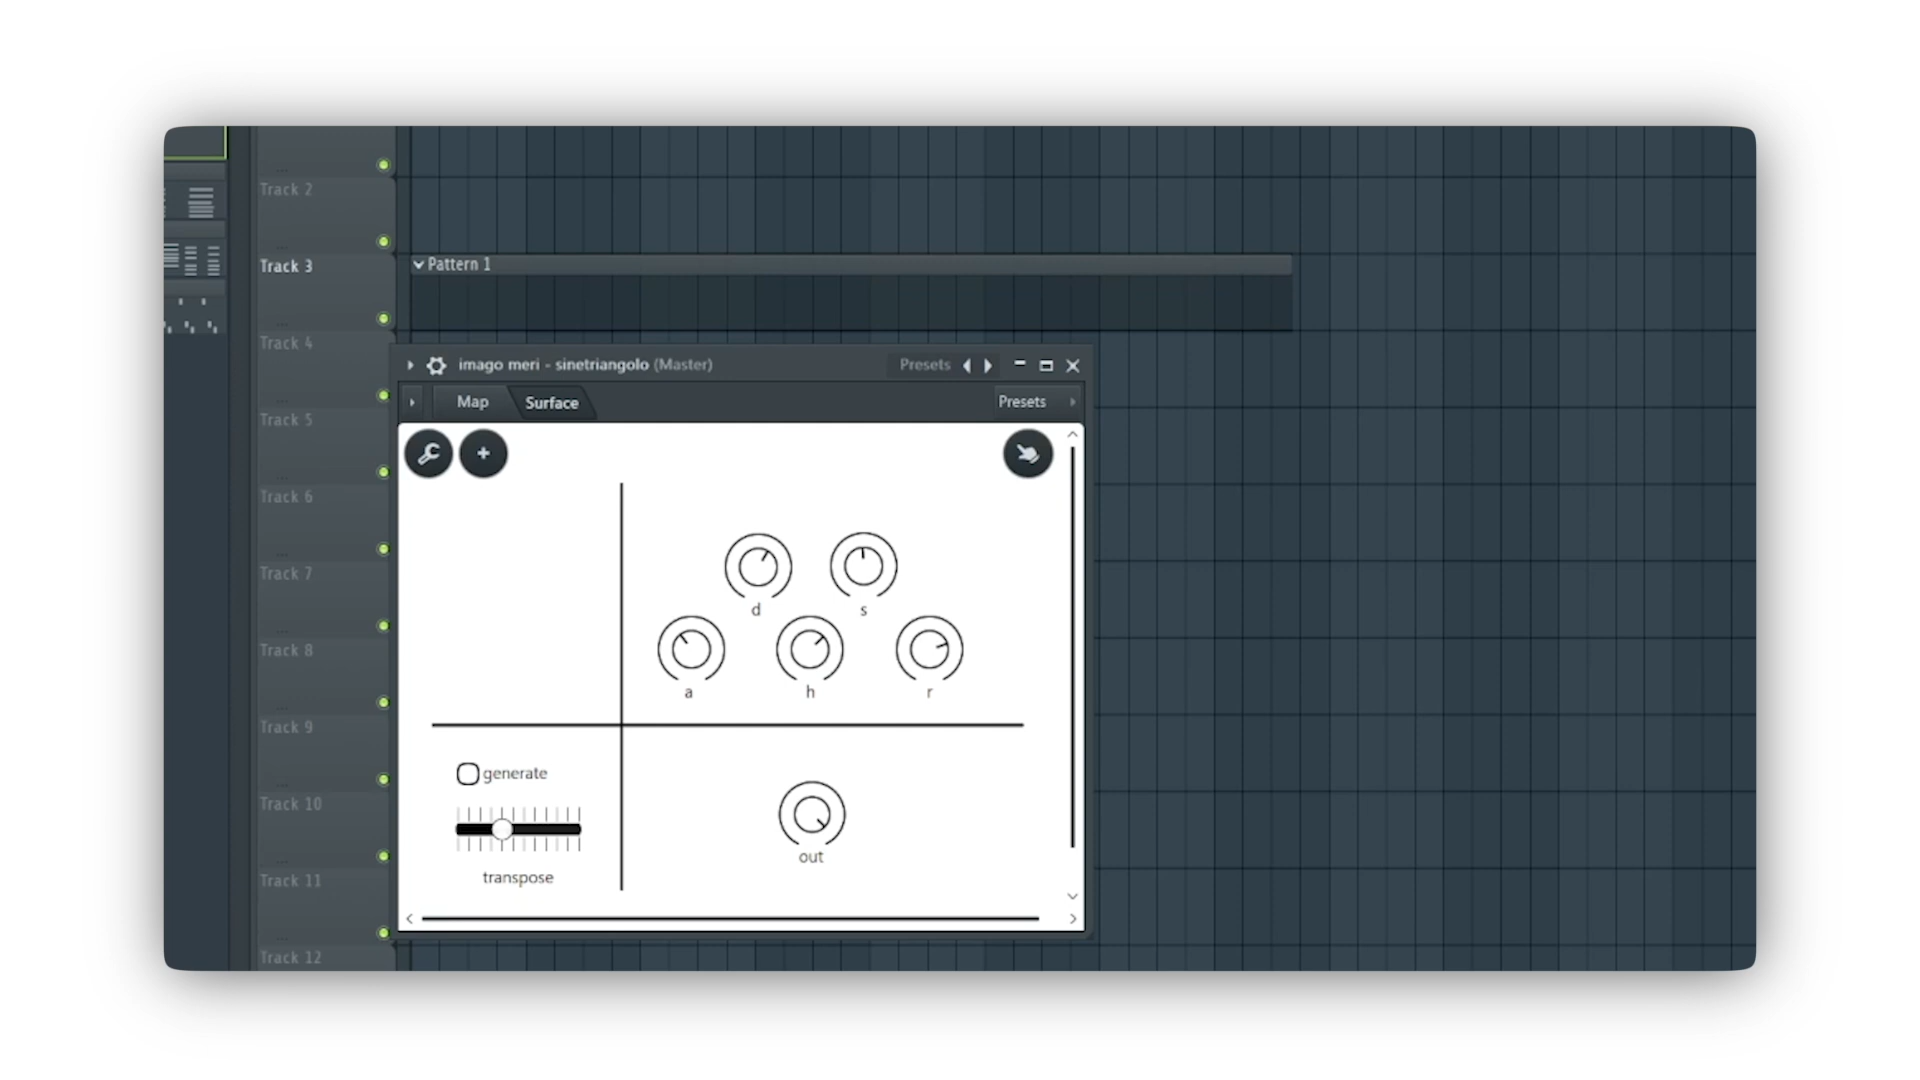 Track 2
Track 3
Pattern 1
Track 4
imago meri - sinetriangolo (Master)
Presets
Map
Surface
Presets
Track 5
Track 6
Track 7
d
s
Track 8
a
h
r
Track 9
generate
Track 10
out
Track 11
transpose
Track 12